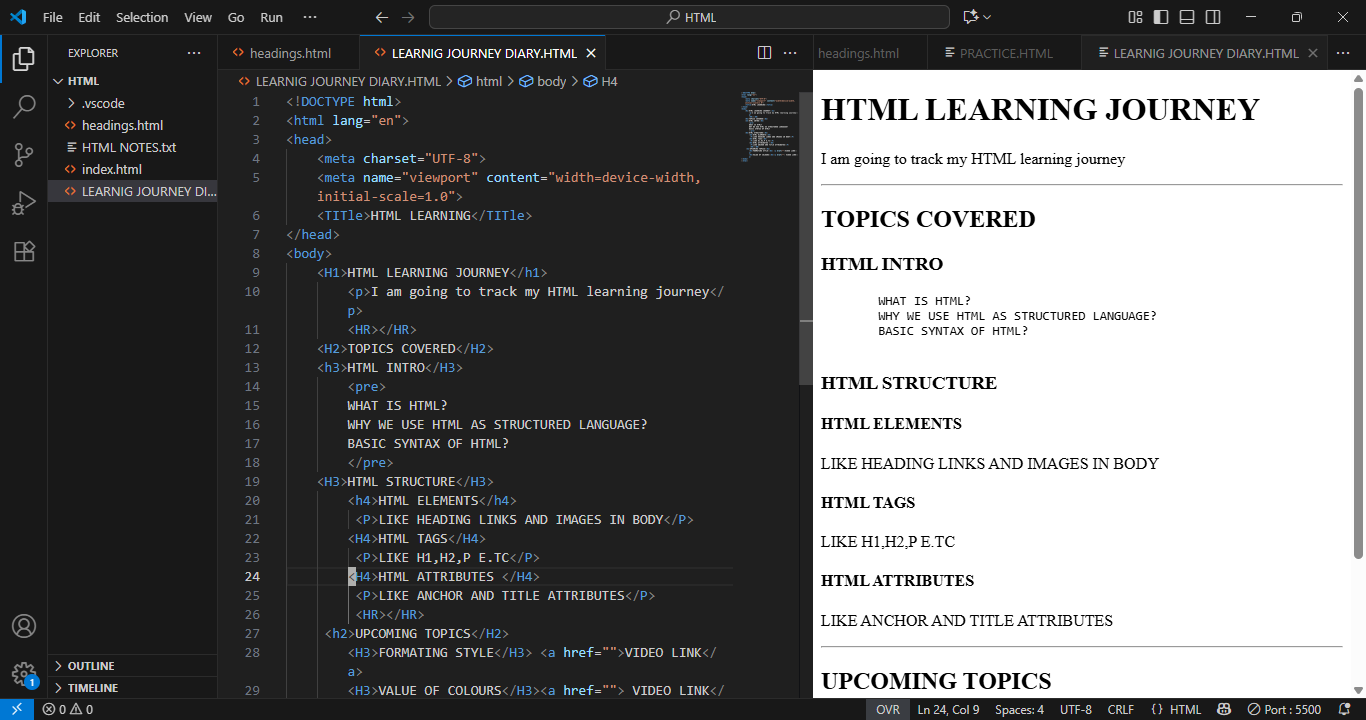 File Edit Selection View Go Run ···
HTML
EXPLORER ···
HTML
.vscode
headings.html
HTML NOTES.txt
index.html
LEARNIG JOURNEY DI...
OUTLINE
TIMELINE
headings.html
LEARNIG JOURNEY DIARY.HTML
LEARNIG JOURNEY DIARY.HTML > html > body > H4
1 <!DOCTYPE html>
2 <html lang="en">
3 <head>
4 <meta charset="UTF-8">
5 <meta name="viewport" content="width=device-width,
initial-scale=1.0">
6 <TITle>HTML LEARNING</TITle>
7 </head>
8 <body>
9 <H1>HTML LEARNING JOURNEY</h1>
10 <p>I am going to track my HTML learning journey</
p>
11 <HR></HR>
12 <H2>TOPICS COVERED</H2>
13 <h3>HTML INTRO</H3>
14 <pre>
15 WHAT IS HTML?
16 WHY WE USE HTML AS STRUCTURED LANGUAGE?
17 BASIC SYNTAX OF HTML?
18 </pre>
19 <H3>HTML STRUCTURE</H3>
20 <h4>HTML ELEMENTS</h4>
21 <P>LIKE HEADING LINKS AND IMAGES IN BODY</P>
22 <H4>HTML TAGS</H4>
23 <P>LIKE H1,H2,P E.TC</P>
24 <H4>HTML ATTRIBUTES </H4>
25 <P>LIKE ANCHOR AND TITLE ATTRIBUTES</P>
26 <HR></HR>
27 <h2>UPCOMING TOPICS</H2>
28 <H3>FORMATING STYLE</H3> <a href="">VIDEO LINK</
a>
29 <H3>VALUE OF COLOURS</H3><a href=""> VIDEO LINK</
headings.html
PRACTICE.HTML
LEARNIG JOURNEY DIARY.HTML
HTML LEARNING JOURNEY
I am going to track my HTML learning journey
TOPICS COVERED
HTML INTRO
WHAT IS HTML?
WHY WE USE HTML AS STRUCTURED LANGUAGE?
BASIC SYNTAX OF HTML?
HTML STRUCTURE
HTML ELEMENTS
LIKE HEADING LINKS AND IMAGES IN BODY
HTML TAGS
LIKE H1,H2,P E.TC
HTML ATTRIBUTES
LIKE ANCHOR AND TITLE ATTRIBUTES
UPCOMING TOPICS
1
0 0 OVR Ln 24, Col 9 Spaces: 4 UTF-8 CRLF {} HTML Port : 5500